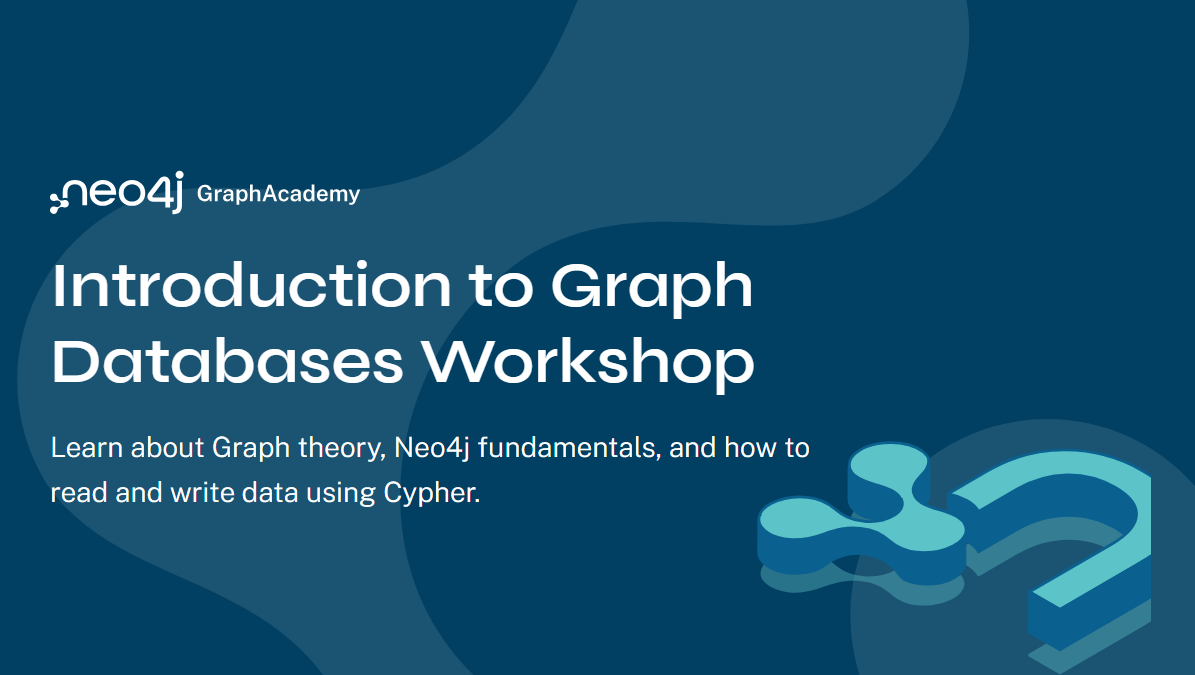 neo4j GraphAcademy
Introduction to Graph
Databases Workshop
Learn about Graph theory, Neo4j fundamentals, and how to
read and write data using Cypher.